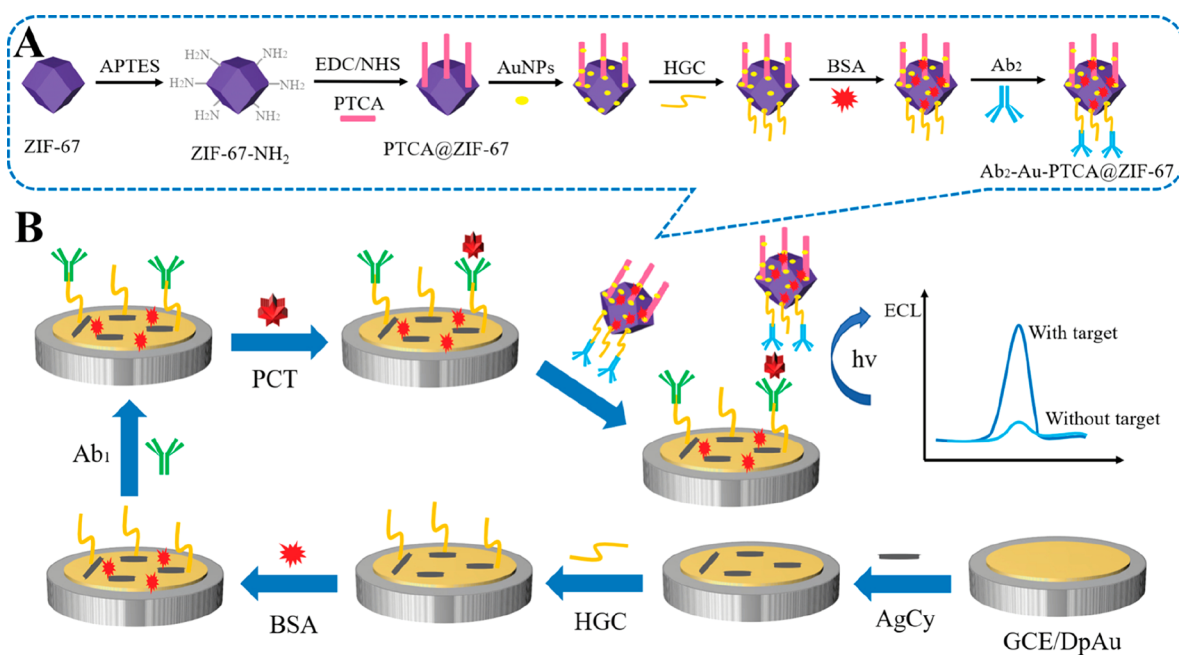 A
APTES
EDC/NHS
PTCA
AuNPs
HGC
BSA
Ab₂
H₂N
NH₂
H₂N
NH₂
H₂N
NH₂
ZIF-67
ZIF-67-NH₂
PTCA@ZIF-67
Ab₂-Au-PTCA@ZIF-67
B
PCT
hν
ECL
With target
Without target
Ab₁
BSA
HGC
AgCy
GCE/DpAu